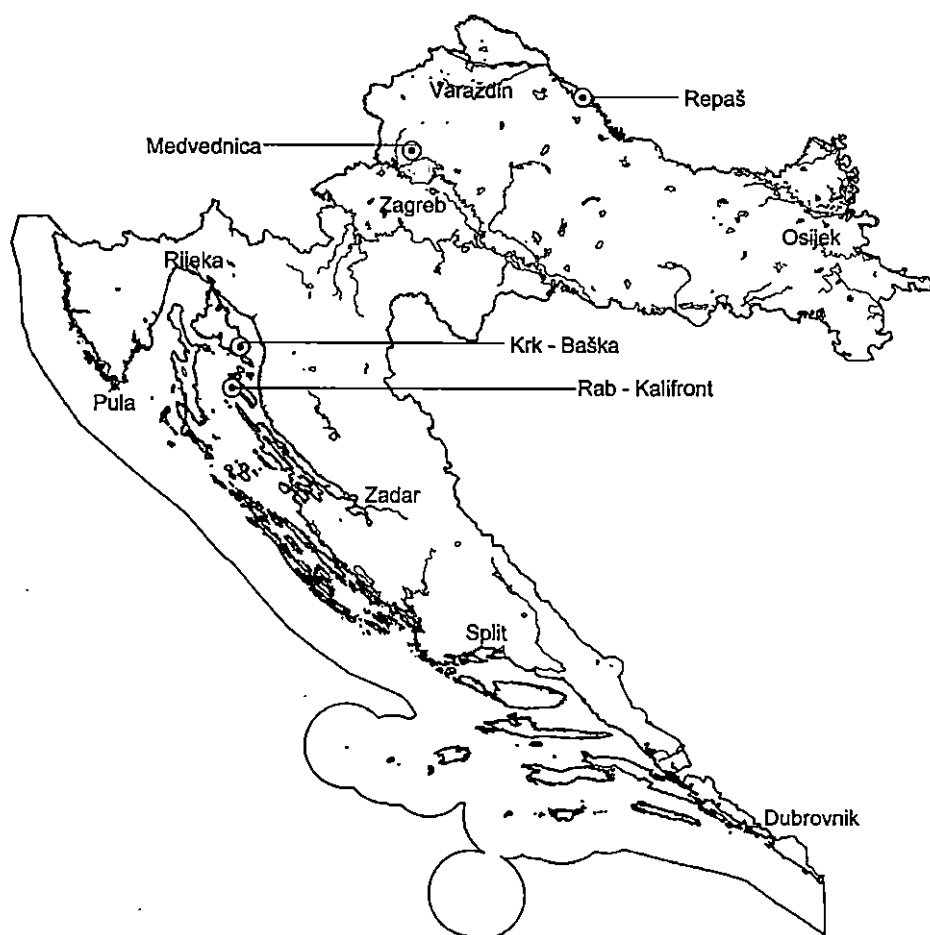 Varaždin
Repaš
Medvednica
Zagreb
Osijek
Rijeka
Krk - Baška
Rab - Kalifront
Pula
Zadar
Split
Dubrovnik